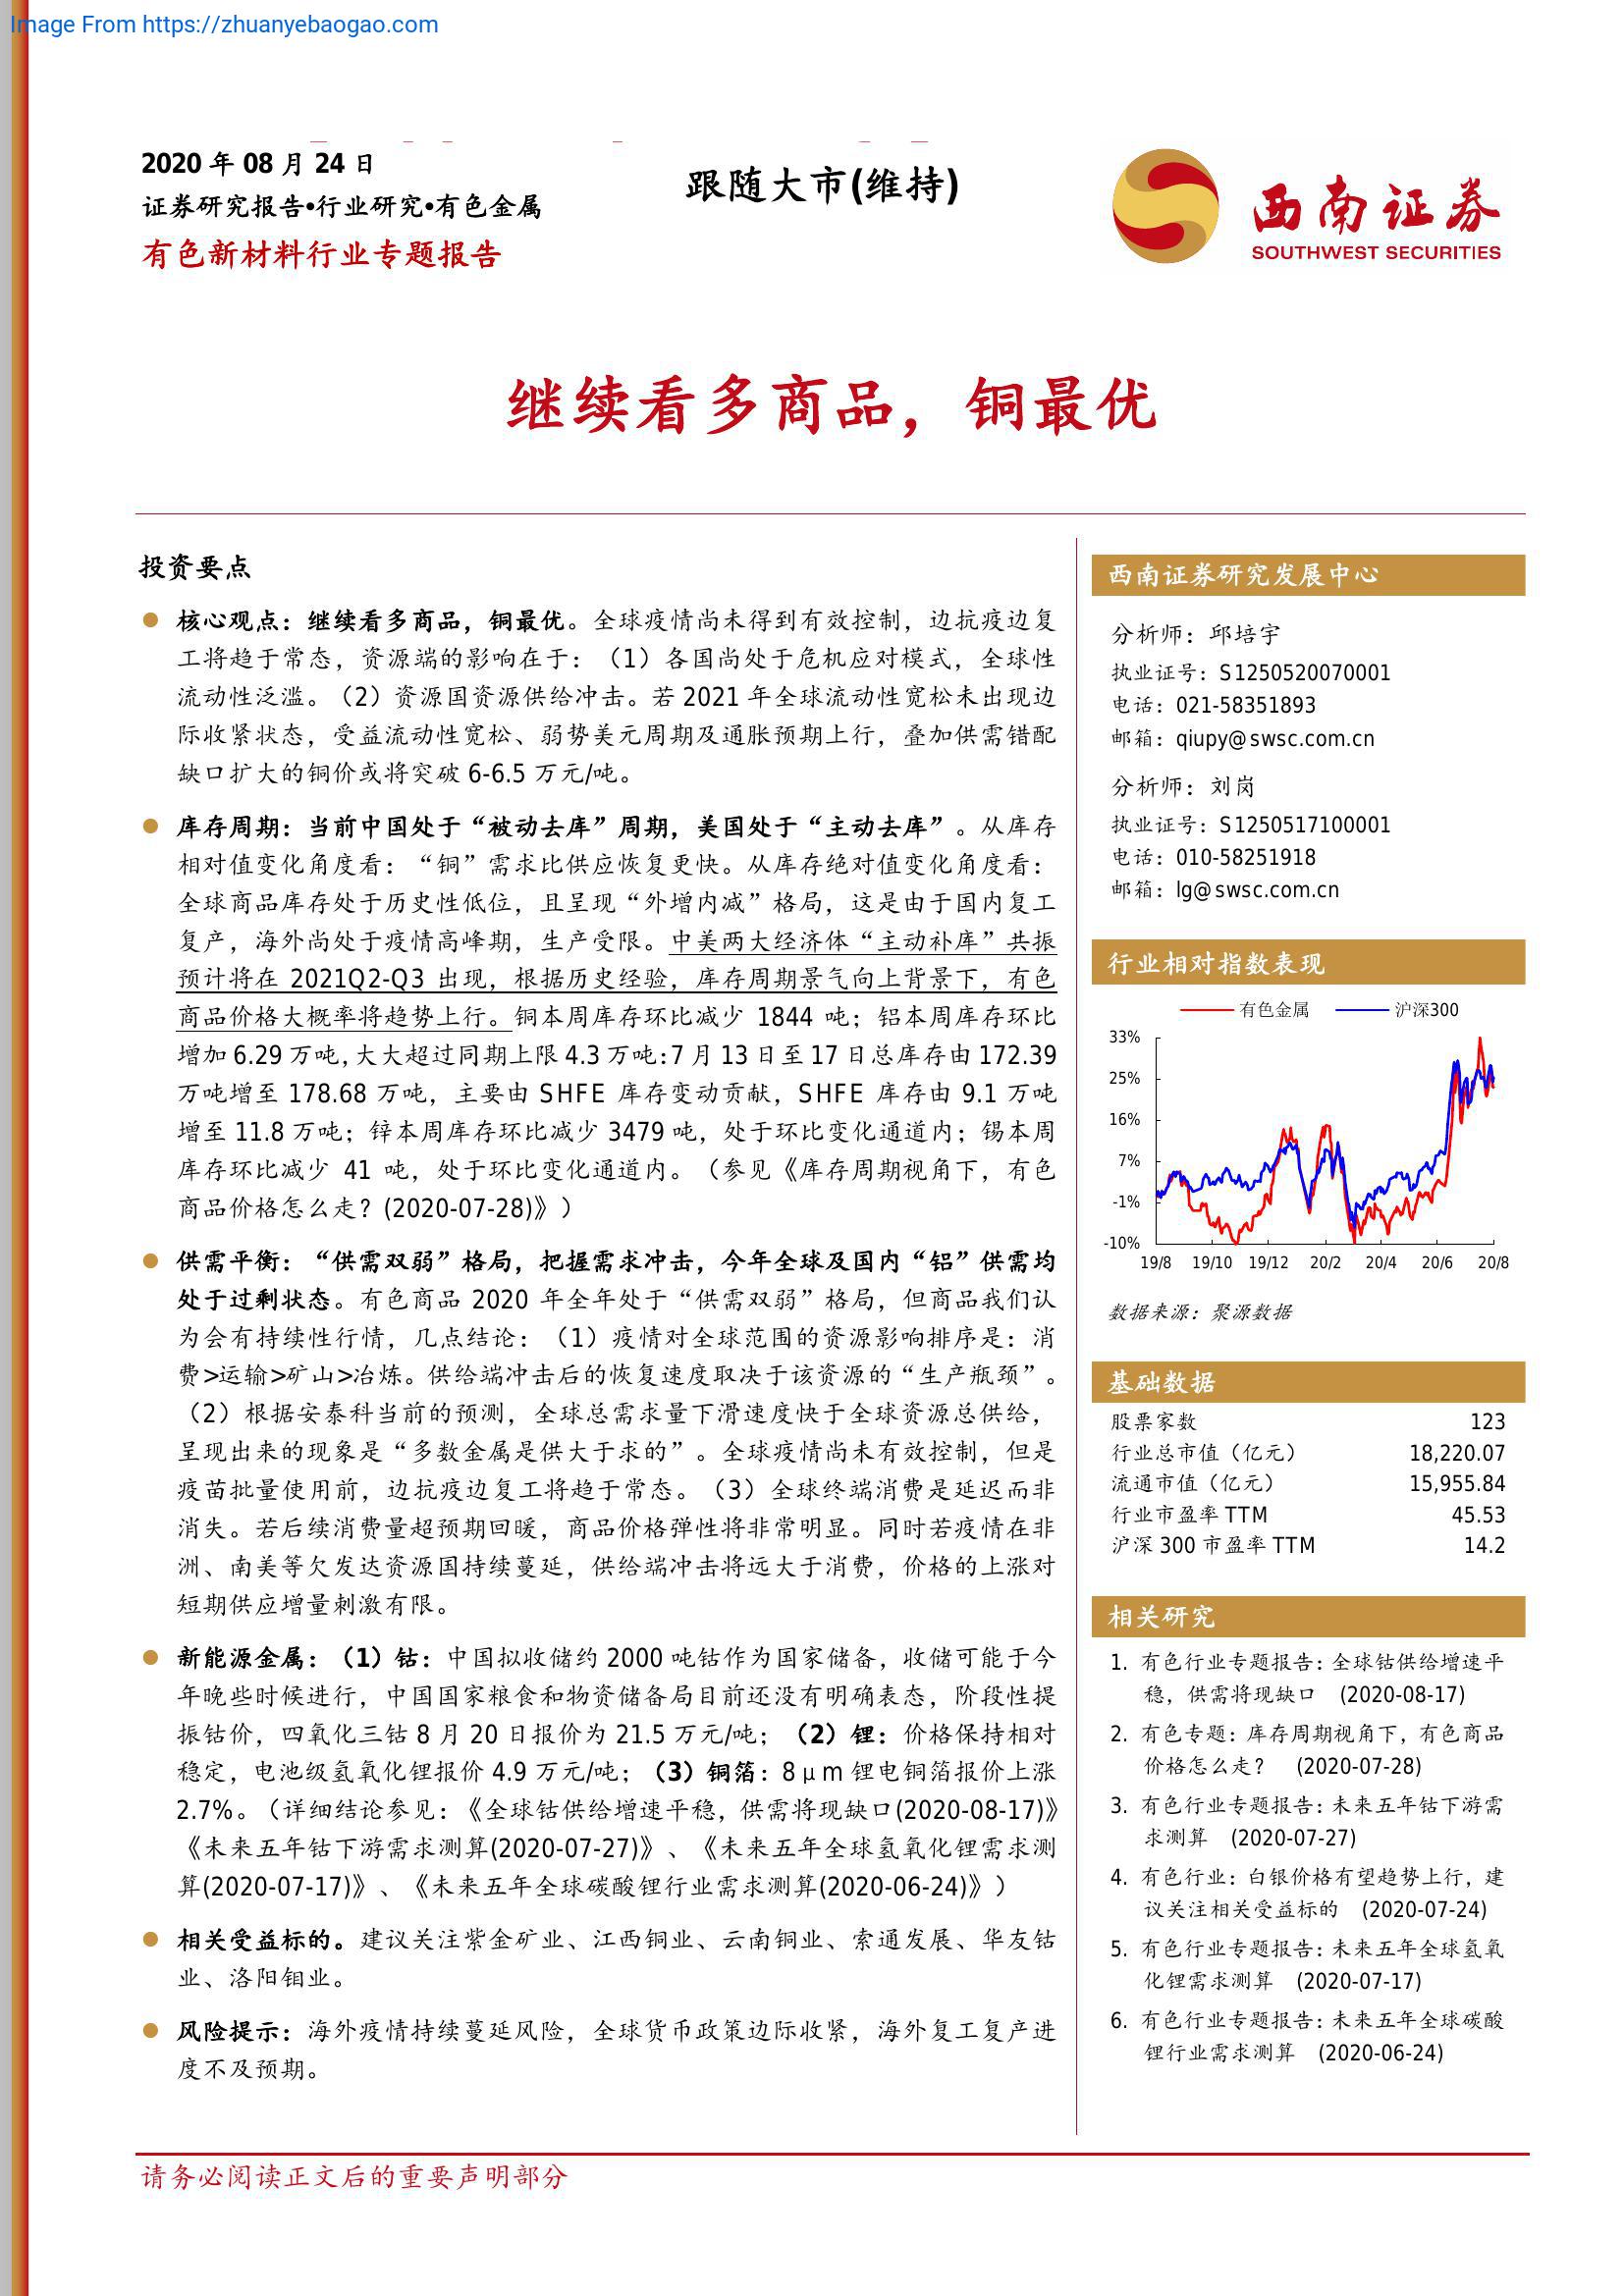 Image From https://zhuanyebaogao.com
2020 年 08 月 24 日
证券研究报告•行业研究•有色金属
有色新材料行业专题报告
跟随大市(维持)
西南证券
SOUTHWEST SECURITIES
继续看多商品，铜最优
投资要点
核心观点：继续看多商品，铜最优。全球疫情尚未得到有效控制，边抗疫边复
工将趋于常态，资源端的影响在于：（1）各国尚处于危机应对模式，全球性
流动性泛滥。（2）资源国资源供给冲击。若 2021 年全球流动性宽松未出现边
际收紧状态，受益流动性宽松、弱势美元周期及通胀预期上行，叠加供需错配
缺口扩大的铜价或将突破 6-6.5 万元/吨。
库存周期：当前中国处于“被动去库”周期，美国处于“主动去库”。从库存
相对值变化角度看：“铜”需求比供应恢复更快。从库存绝对值变化角度看：
全球商品库存处于历史性低位，且呈现“外增内减”格局，这是由于国内复工
复产，海外尚处于疫情高峰期，生产受限。中美两大经济体“主动补库”共振
预计将在 2021Q2-Q3 出现，根据历史经验，库存周期景气向上背景下，有色
商品价格大概率将趋势上行。铜本周库存环比减少 1844 吨；铝本周库存环比
增加 6.29 万吨，大大超过同期上限 4.3 万吨:7 月 13 日至 17 日总库存由 172.39
万吨增至 178.68 万吨，主要由 SHFE 库存变动贡献，SHFE 库存由 9.1 万吨
增至 11.8 万吨；锌本周库存环比减少 3479 吨，处于环比变化通道内；锡本周
库存环比减少 41 吨，处于环比变化通道内。（参见《库存周期视角下，有色
商品价格怎么走？(2020-07-28)》）
供需平衡：“供需双弱”格局，把握需求冲击，今年全球及国内“铝”供需均
处于过剩状态。有色商品 2020 年全年处于“供需双弱”格局，但商品我们认
为会有持续性行情，几点结论：（1）疫情对全球范围的资源影响排序是：消
费>运输>矿山>冶炼。供给端冲击后的恢复速度取决于该资源的“生产瓶颈”。
（2）根据安泰科当前的预测，全球总需求量下滑速度快于全球资源总供给，
呈现出来的现象是“多数金属是供大于求的”。全球疫情尚未有效控制，但是
疫苗批量使用前，边抗疫边复工将趋于常态。（3）全球终端消费是延迟而非
消失。若后续消费量超预期回暖，商品价格弹性将非常明显。同时若疫情在非
洲、南美等欠发达资源国持续蔓延，供给端冲击将远大于消费，价格的上涨对
短期供应增量刺激有限。
新能源金属：（1）钴：中国拟收储约 2000 吨钴作为国家储备，收储可能于今
年晚些时候进行，中国国家粮食和物资储备局目前还没有明确表态，阶段性提
振钴价，四氧化三钴 8 月 20 日报价为 21.5 万元/吨；（2）锂：价格保持相对
稳定，电池级氢氧化锂报价 4.9 万元/吨；（3）铜箔：8μm 锂电铜箔报价上涨
2.7%。（详细结论参见：《全球钴供给增速平稳，供需将现缺口(2020-08-17)》
《未来五年钴下游需求测算(2020-07-27)》、《未来五年全球氢氧化锂需求测
算(2020-07-17)》、《未来五年全球碳酸锂行业需求测算(2020-06-24)》）
相关受益标的。建议关注紫金矿业、江西铜业、云南铜业、索通发展、华友钴
业、洛阳钼业。
风险提示：海外疫情持续蔓延风险，全球货币政策边际收紧，海外复工复产进
度不及预期。
西南证券研究发展中心
分析师：邱培宇
执业证号：S1250520070001
电话：021-58351893
邮箱：qiupy@swsc.com.cn
分析师：刘岗
执业证号：S1250517100001
电话：010-58251918
邮箱：lg@swsc.com.cn
行业相对指数表现
有色金属 沪深300
33%
25%
16%
7%
-1%
-10%
19/8 19/10 19/12 20/2 20/4 20/6 20/8
数据来源：聚源数据
基础数据
股票家数 123
行业总市值（亿元） 18,220.07
流通市值（亿元） 15,955.84
行业市盈率 TTM 45.53
沪深 300 市盈率 TTM 14.2
相关研究
1. 有色行业专题报告：全球钴供给增速平
稳，供需将现缺口 (2020-08-17)
2. 有色专题：库存周期视角下，有色商品
价格怎么走？ (2020-07-28)
3. 有色行业专题报告：未来五年钴下游需
求测算 (2020-07-27)
4. 有色行业：白银价格有望趋势上行，建
议关注相关受益标的 (2020-07-24)
5. 有色行业专题报告：未来五年全球氢氧
化锂需求测算 (2020-07-17)
6. 有色行业专题报告：未来五年全球碳酸
锂行业需求测算 (2020-06-24)
请务必阅读正文后的重要声明部分